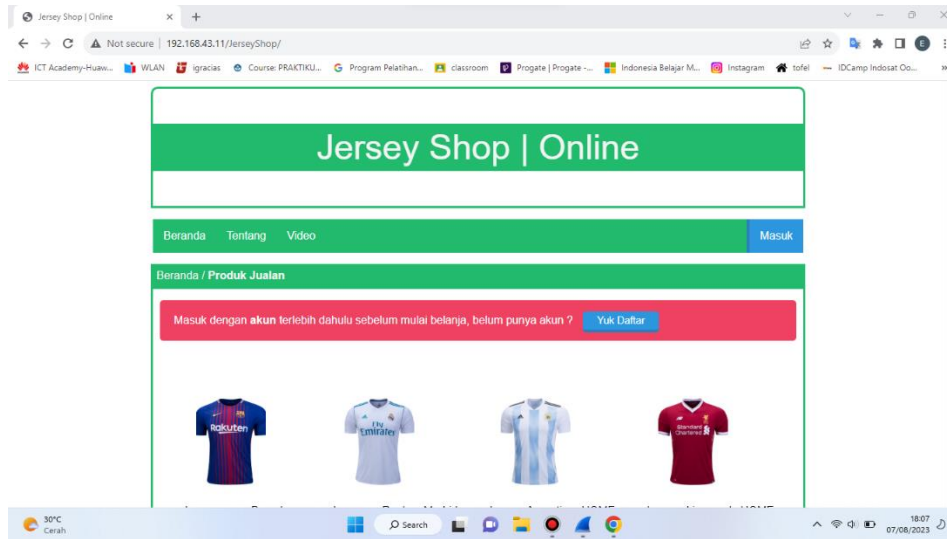 Jersey Shop | Online
Not secure | 192.168.43.11/JerseyShop/
E
ICT Academy-Huaw... WLAN igracias Course: PRAKTIKU... Program Pelatihan... classroom Progate | Progate -... Indonesia Belajar M... Instagram tofel IDCamp Indosat Oo... »
Jersey Shop | Online
Beranda Tentang Video Masuk
Beranda / Produk Jualan
Masuk dengan akun terlebih dahulu sebelum mulai belanja, belum punya akun ? Yuk Daftar
Rakuten
Fly
Emirates
Standard
Chartered
30°C
Cerah
Search
18:07
07/08/2023